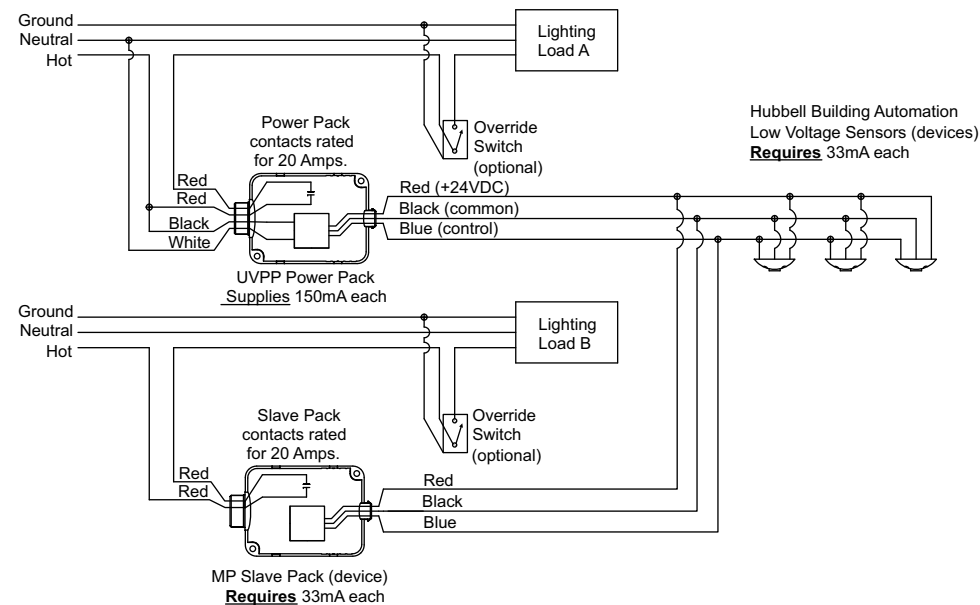 Ground
Neutral
Hot
Lighting
Load A
Power Pack
contacts rated
for 20 Amps.
Override
Switch
(optional)
Hubbell Building Automation
Low Voltage Sensors (devices)
Requires 33mA each
Red
Red
Black
White
Red (+24VDC)
Black (common)
Blue (control)
UVPP Power Pack
Supplies 150mA each
Ground
Neutral
Hot
Lighting
Load B
Slave Pack
contacts rated
for 20 Amps.
Override
Switch
(optional)
Red
Red
Red
Black
Blue
MP Slave Pack (device)
Requires 33mA each